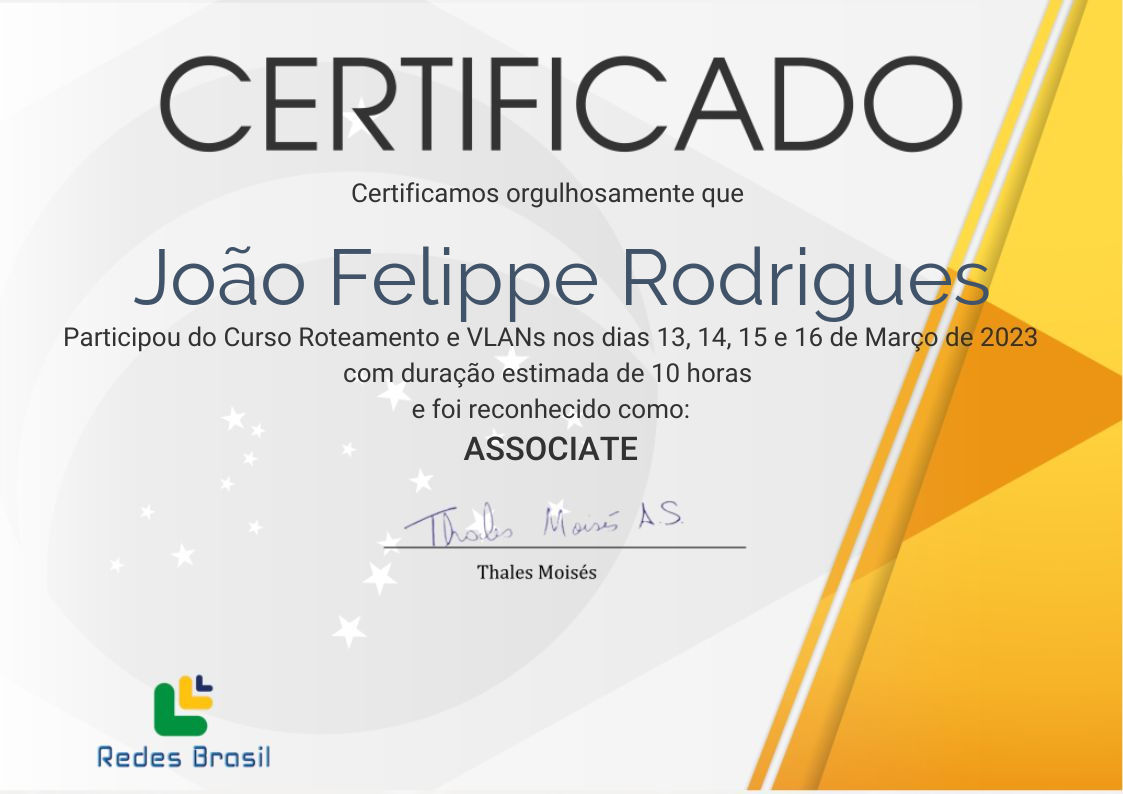 CERTIFICADO
Certificamos orgulhosamente que
João Felippe Rodrigues
Participou do Curso Roteamento e VLANs nos dias 13, 14, 15 e 16 de Março de 2023
com duração estimada de 10 horas
e foi reconhecido como:
ASSOCIATE
Thales Moisés A.S.
Thales Moisés
Redes Brasil